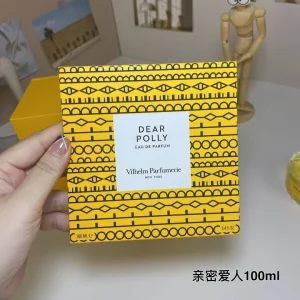 DEAR
POLLY
EAU DE PARFUM
Vilhelm Parfumerie
NEW YORK
亲密爱人100ml